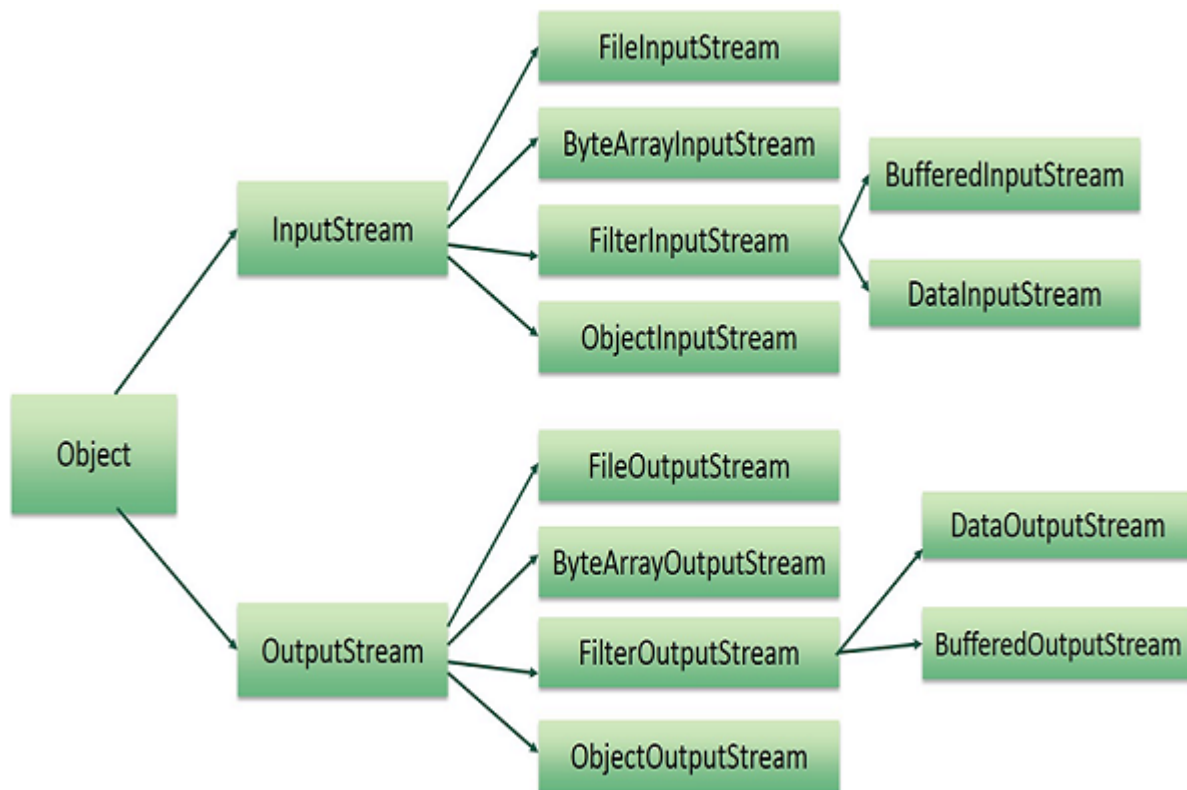 FileInputStream
ByteArrayInputStream
BufferedInputStream
InputStream
FilterInputStream
DataInputStream
ObjectInputStream
Object
FileOutputStream
DataOutputStream
ByteArrayOutputStream
OutputStream
FilterOutputStream
BufferedOutputStream
ObjectOutputStream